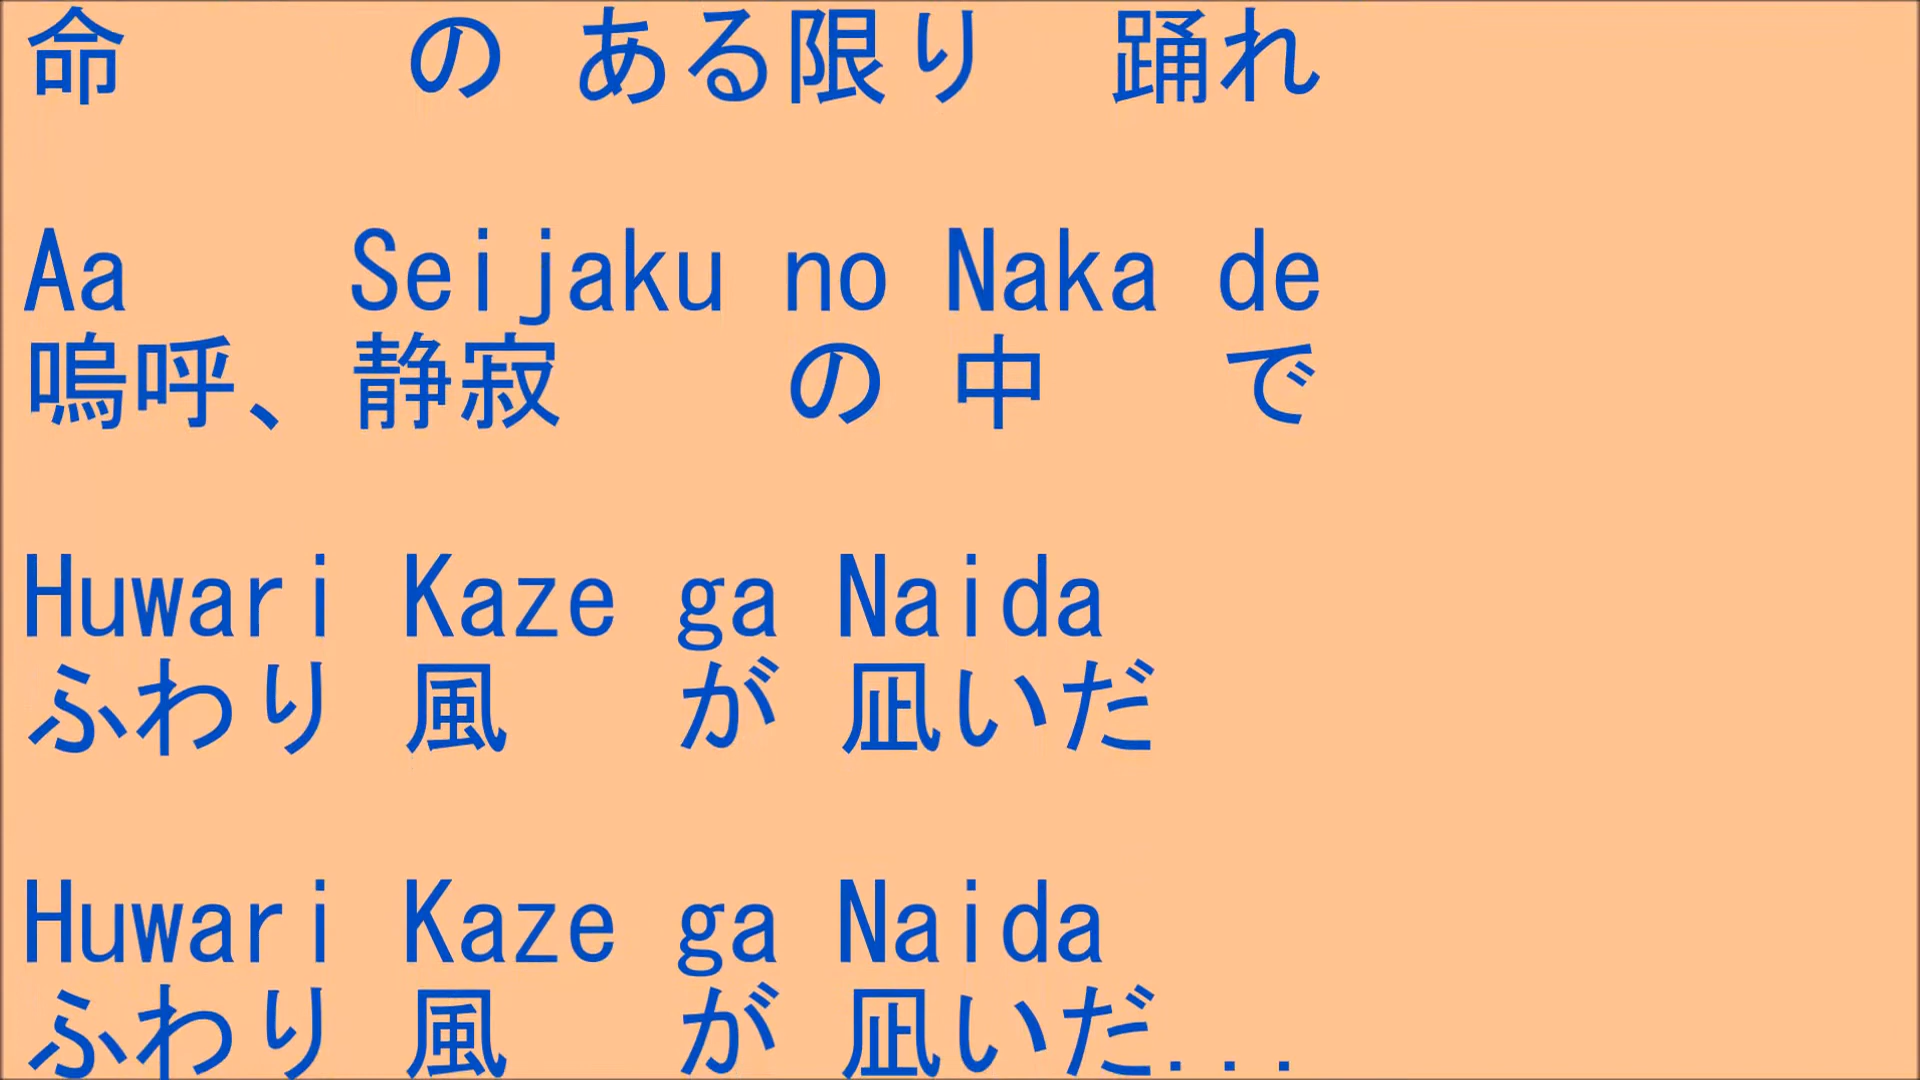 命 の ある限り 踊れ
Aa Seijaku no Naka de
嗚呼、静寂 の 中 で
Huwari Kaze ga Naida
ふわり 風 が 凪いだ
Huwari Kaze ga Naida
ふわり 風 が 凪いだ...